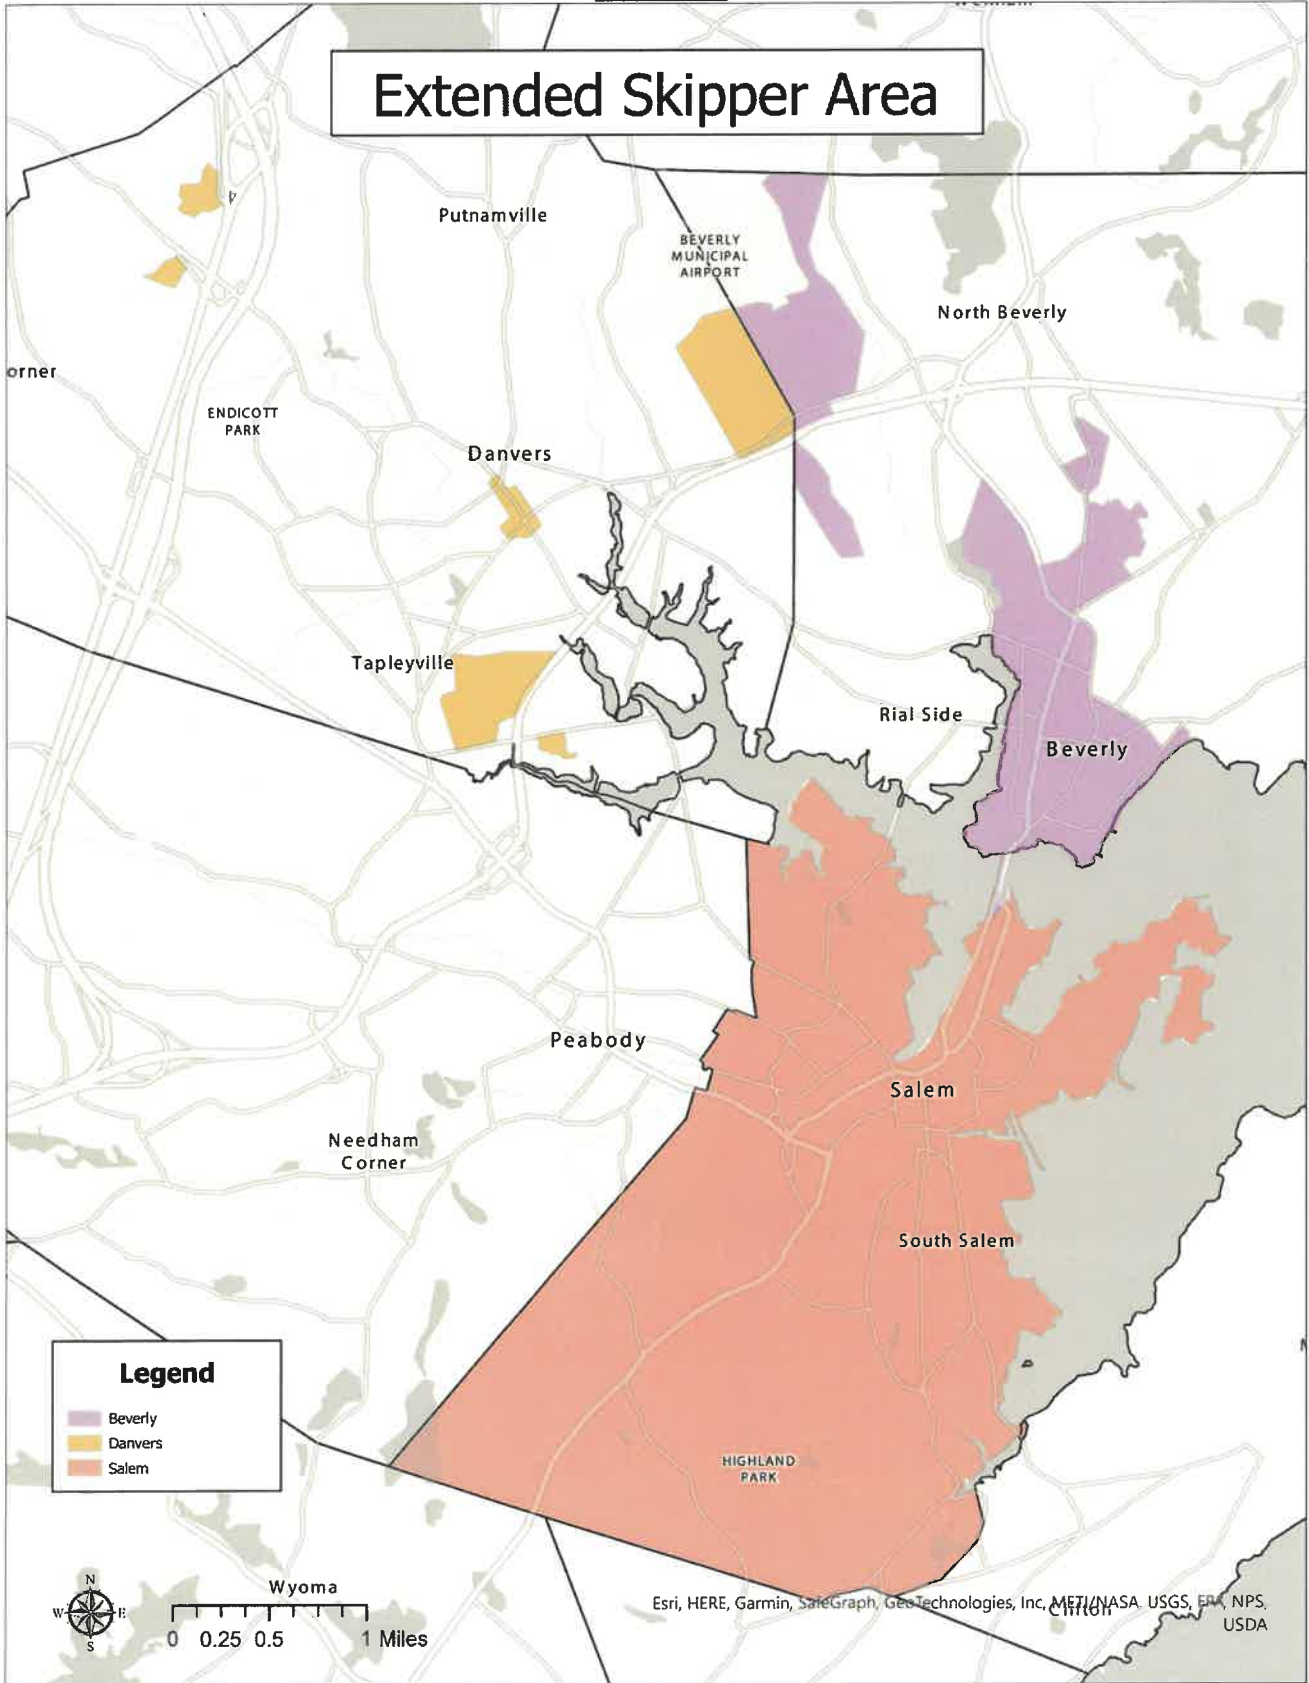 Extended Skipper Area
Putnamville
BEVERLY
MUNICIPAL
AIRPORT
North Beverly
orner
ENDICOTT
PARK
Danvers
Tapleyville
Rial Side
Beverly
Peabody
Salem
Needham
Corner
South Salem
Legend
Beverly
Danvers
Salem
HIGHLAND
PARK
N
W
E
S
Wyoma
0 0.25 0.5 1 Miles
Esri, HERE, Garmin, SafeGraph, GeoTechnologies, Inc, METI/NASA, USGS, EPA, NPS,
USDA
Clifton